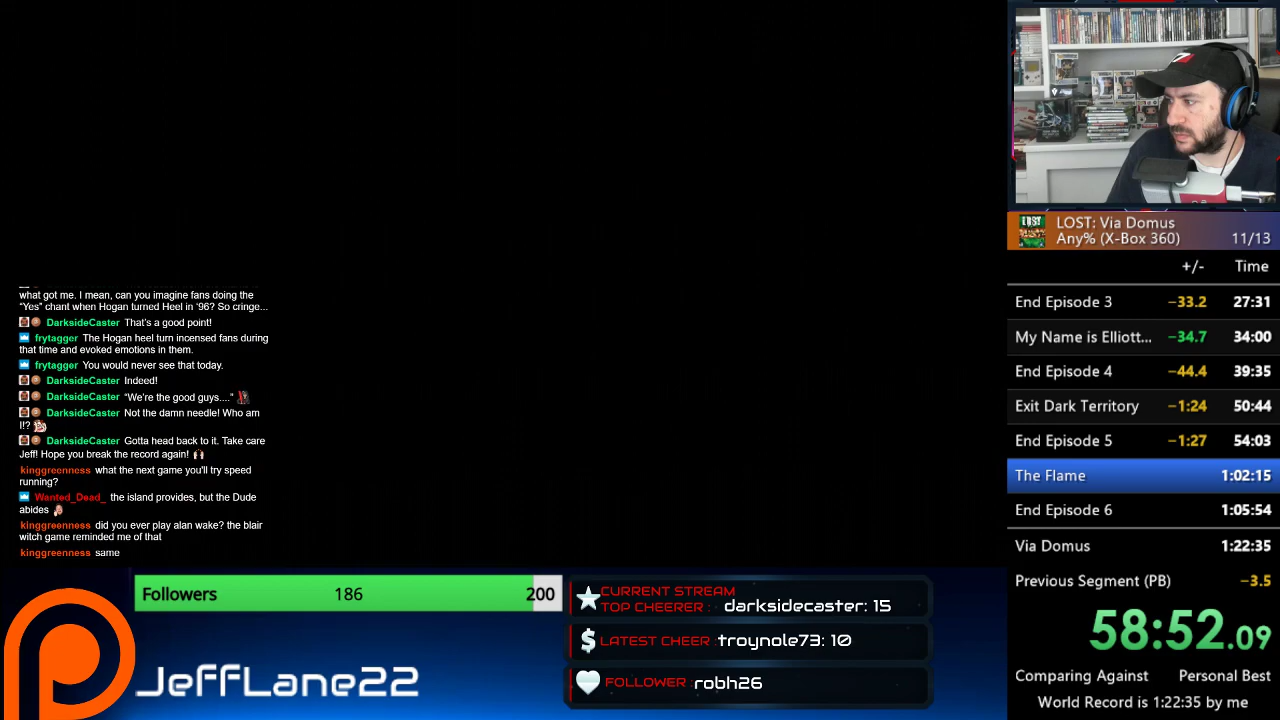 what got me. I mean, can you imagine fans doing the
"Yes" chant when Hogan turned Heel in '96? So cringe...
DarksideCaster That's a good point!
frytagger The Hogan heel turn incensed fans during
that time and evoked emotions in them.
frytagger You would never see that today.
DarksideCaster Indeed!
DarksideCaster "We're the good guys...."
DarksideCaster Not the damn needle! Who am
I!?
DarksideCaster Gotta head back to it. Take care
Jeff! Hope you break the record again!
kinggreenness what the next game you'll try speed
running?
Wanted_Dead_ the island provides, but the Dude
abides
kinggreenness did you ever play alan wake? the blair
witch game reminded me of that
kinggreenness same
Followers 186 200
JeffLane22
CURRENT STREAM
TOP CHEERER : darksidecaster: 15
LATEST CHEER : troynole73: 10
FOLLOWER : robh26
LOST
LOST: Via Domus
Any% (X-Box 360) 11/13
+/- Time
End Episode 3 −33.2 27:31
My Name is Elliott... −34.7 34:00
End Episode 4 −44.4 39:35
Exit Dark Territory −1:24 50:44
End Episode 5 −1:27 54:03
The Flame 1:02:15
End Episode 6 1:05:54
Via Domus 1:22:35
Previous Segment (PB) −3.5
58:52.09
Comparing Against Personal Best
World Record is 1:22:35 by me